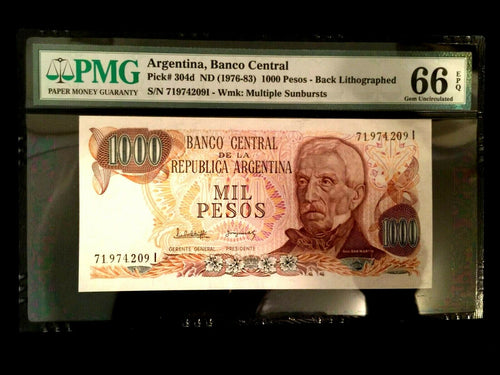 PMG
PAPER MONEY GUARANTY
Argentina, Banco Central
Pick# 304d ND (1976-83) 1000 Pesos - Back Lithographed
S/N 71974209I - Wmk: Multiple Sunbursts
66 EPQ
Gem Uncirculated
1000
BANCO CENTRAL
DE LA
REPUBLICA ARGENTINA
71.974.209 I
MIL
PESOS
1000
GERENTE GENERAL PRESIDENTE
71.974.209 I